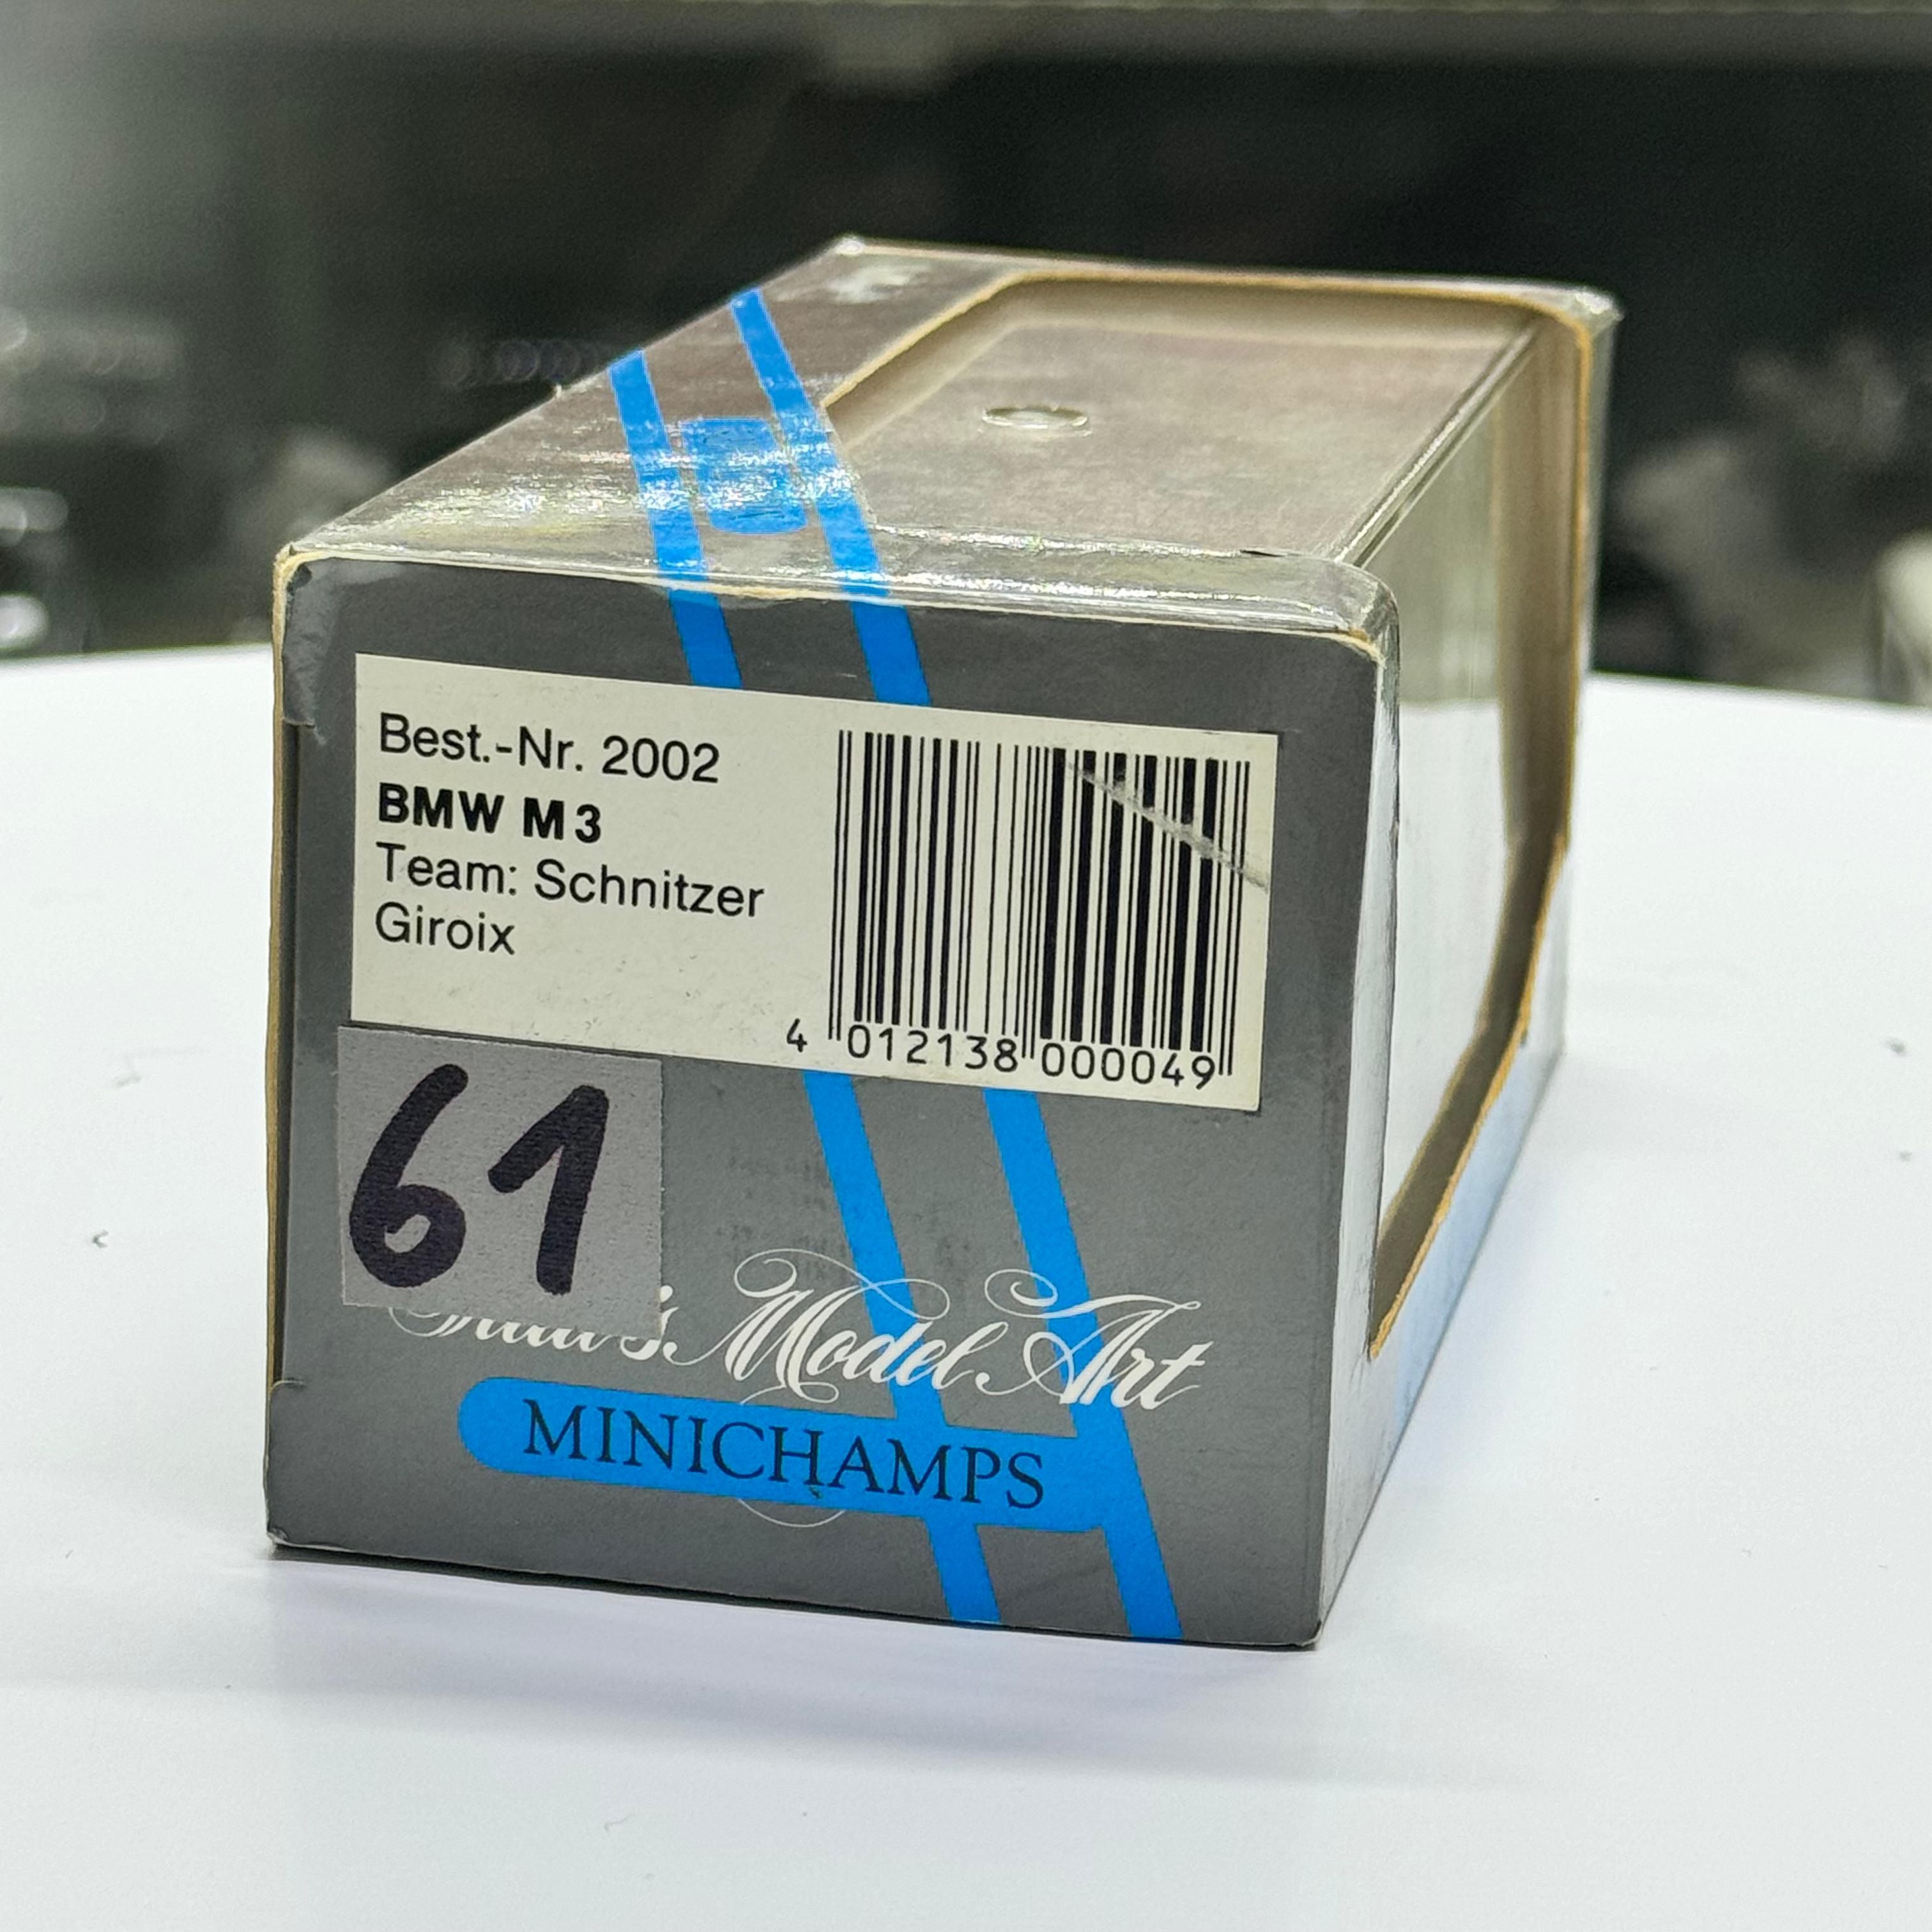 Best.-Nr. 2002
BMW M3
Team: Schnitzer
Giroix
4 012138 000049
61
Model Art
MINICHAMPS